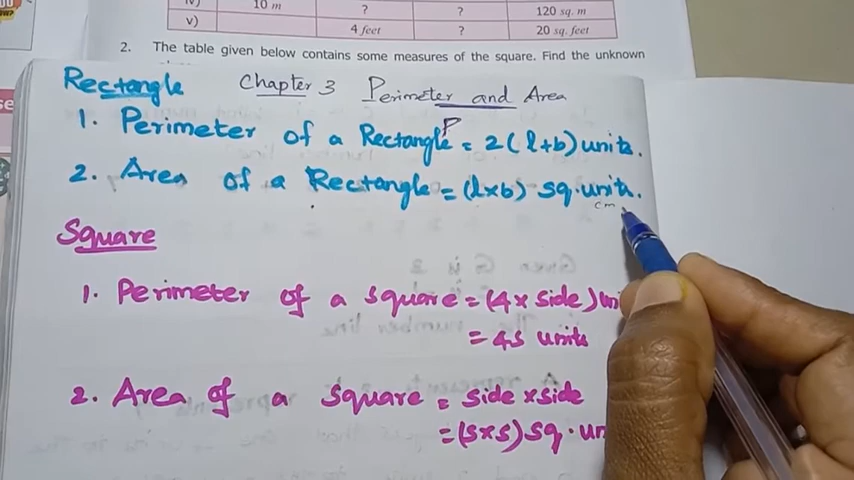 10 m ? ? 120 sq. m
v) 4 feet ? 20 sq. feet
2. The table given below contains some measures of the square. Find the unknown
Rectangle Chapter 3 Perimeter and Area
1. Perimeter of a Rectangle P = 2(l+b) units.
2. Area of a Rectangle = (l×b) sq. units.
cm
Square
1. Perimeter of a square = (4 × side)
= 4s units
2. Area of a square = side × side
= (s×s) sq.